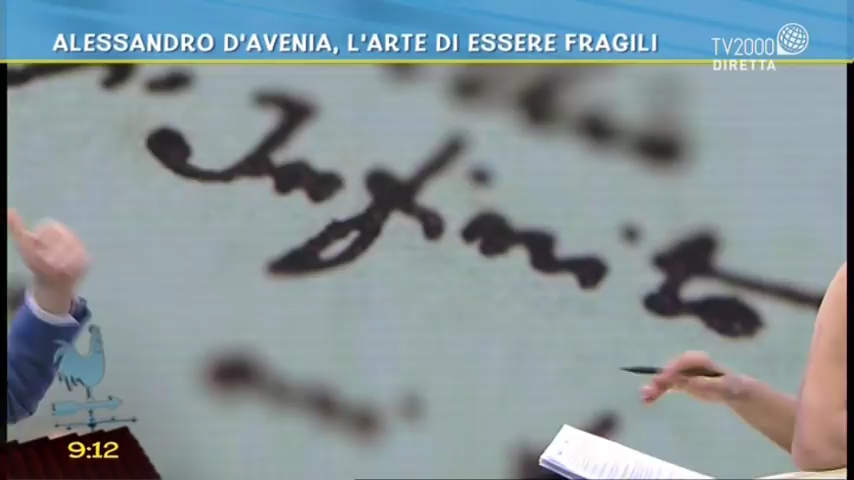 ALESSANDRO D'AVENIA, L'ARTE DI ESSERE FRAGILI
TV2000
DIRETTA
Infinito
9:12